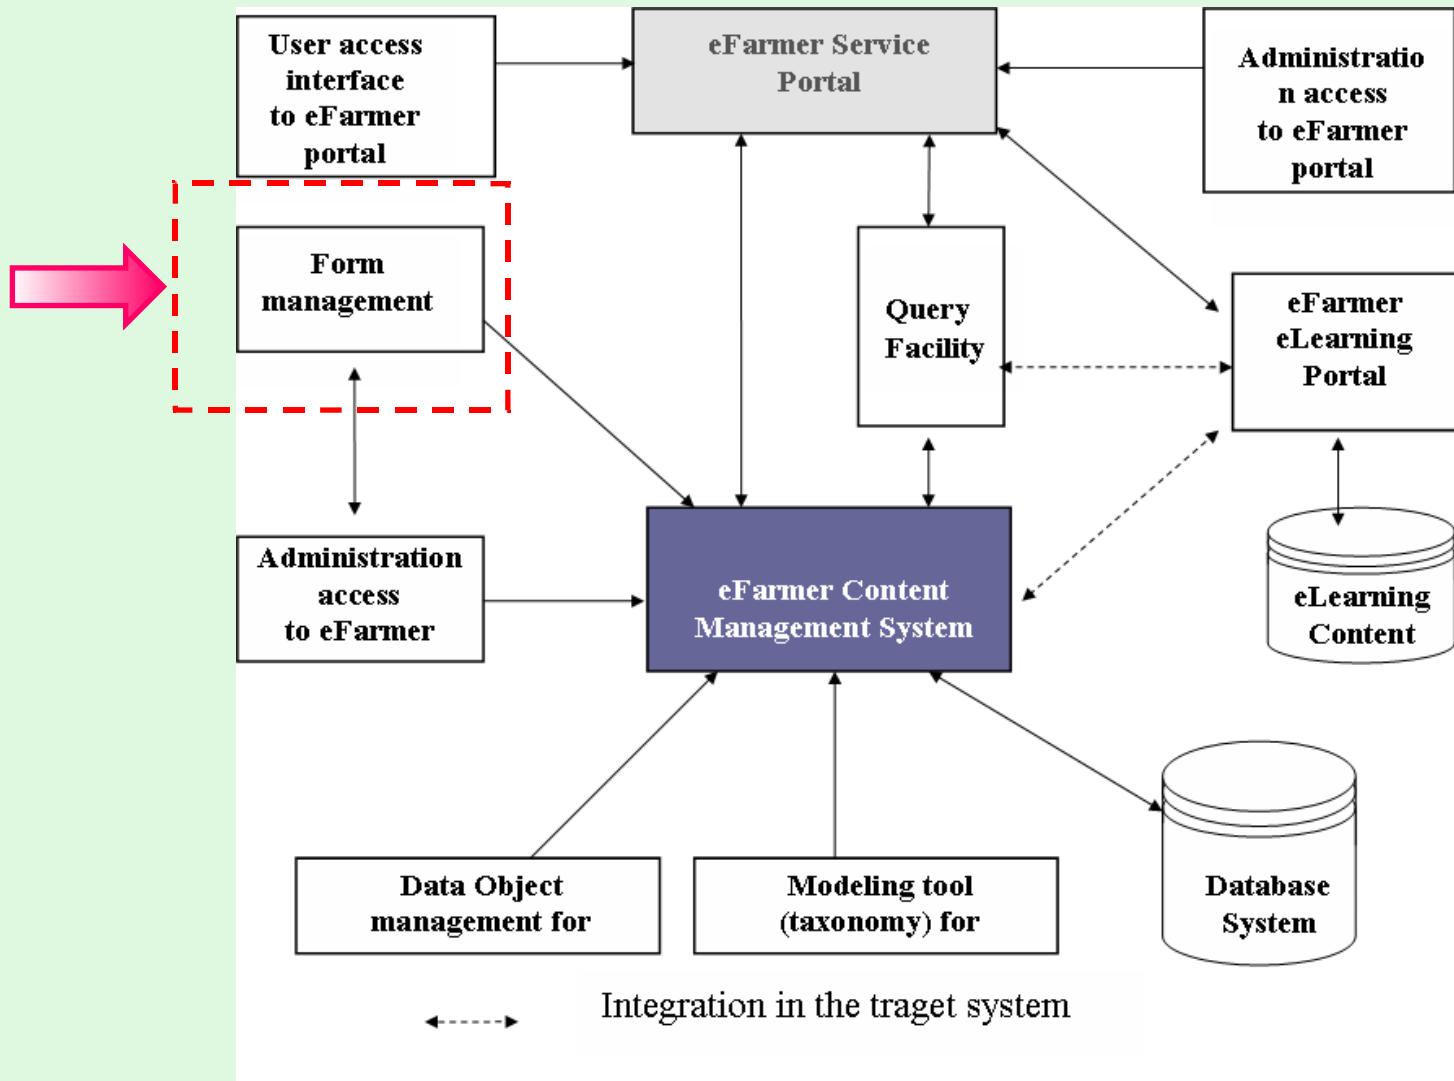 User access
interface
to eFarmer
portal
eFarmer Service
Portal
Administratio
n access
to eFarmer
portal
Form
management
Query
Facility
eFarmer
eLearning
Portal
Administration
access
to eFarmer
eFarmer Content
Management System
eLearning
Content
Data Object
management for
Modeling tool
(taxonomy) for
Database
System
Integration in the traget system